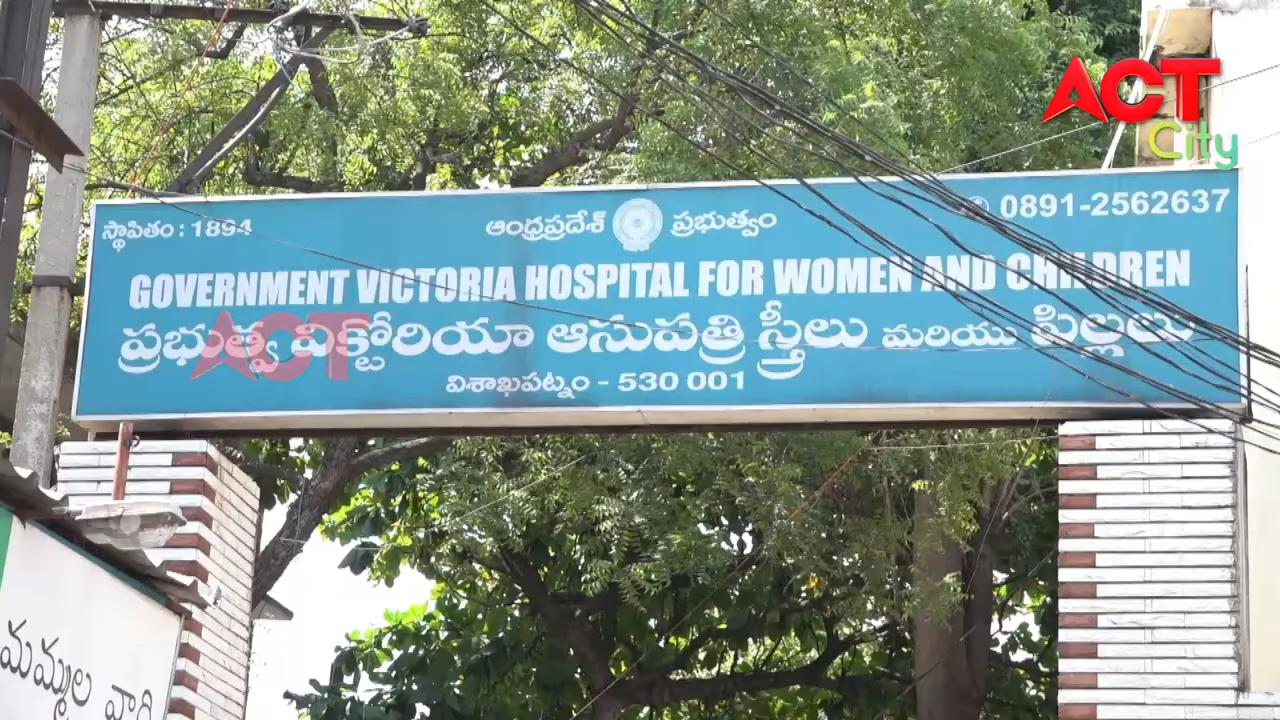 ACT
City
స్థాపితం : 1894
ఆంధ్రప్రదేశ్ ప్రభుత్వం
✆ 0891-2562637
GOVERNMENT VICTORIA HOSPITAL FOR WOMEN AND CHILDREN
ప్రభుత్వ విక్టోరియా ఆసుపత్రి స్త్రీలు మరియు పిల్లలు
ACT
విశాఖపట్నం - 530 001